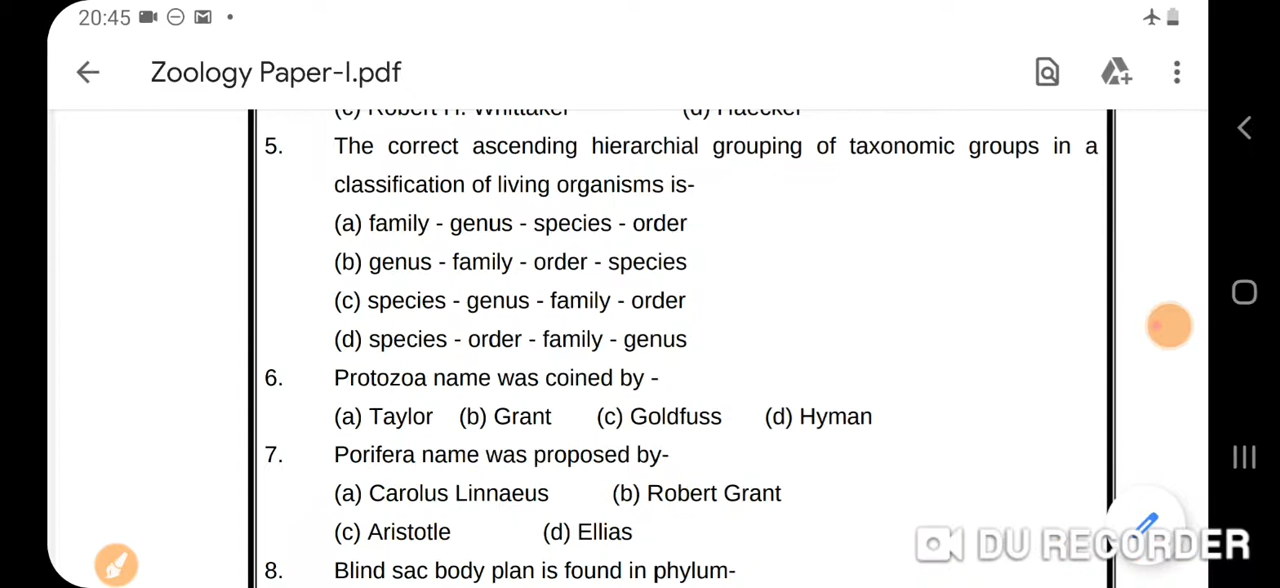 20:45
Zoology Paper-I.pdf
(c) Robert H. Whittaker (d) Haeckel
5. The correct ascending hierarchial grouping of taxonomic groups in a
classification of living organisms is-
(a) family - genus - species - order
(b) genus - family - order - species
(c) species - genus - family - order
(d) species - order - family - genus
6. Protozoa name was coined by -
(a) Taylor (b) Grant (c) Goldfuss (d) Hyman
7. Porifera name was proposed by-
(a) Carolus Linnaeus (b) Robert Grant
(c) Aristotle (d) Ellias
8. Blind sac body plan is found in phylum-
DU RECORDER